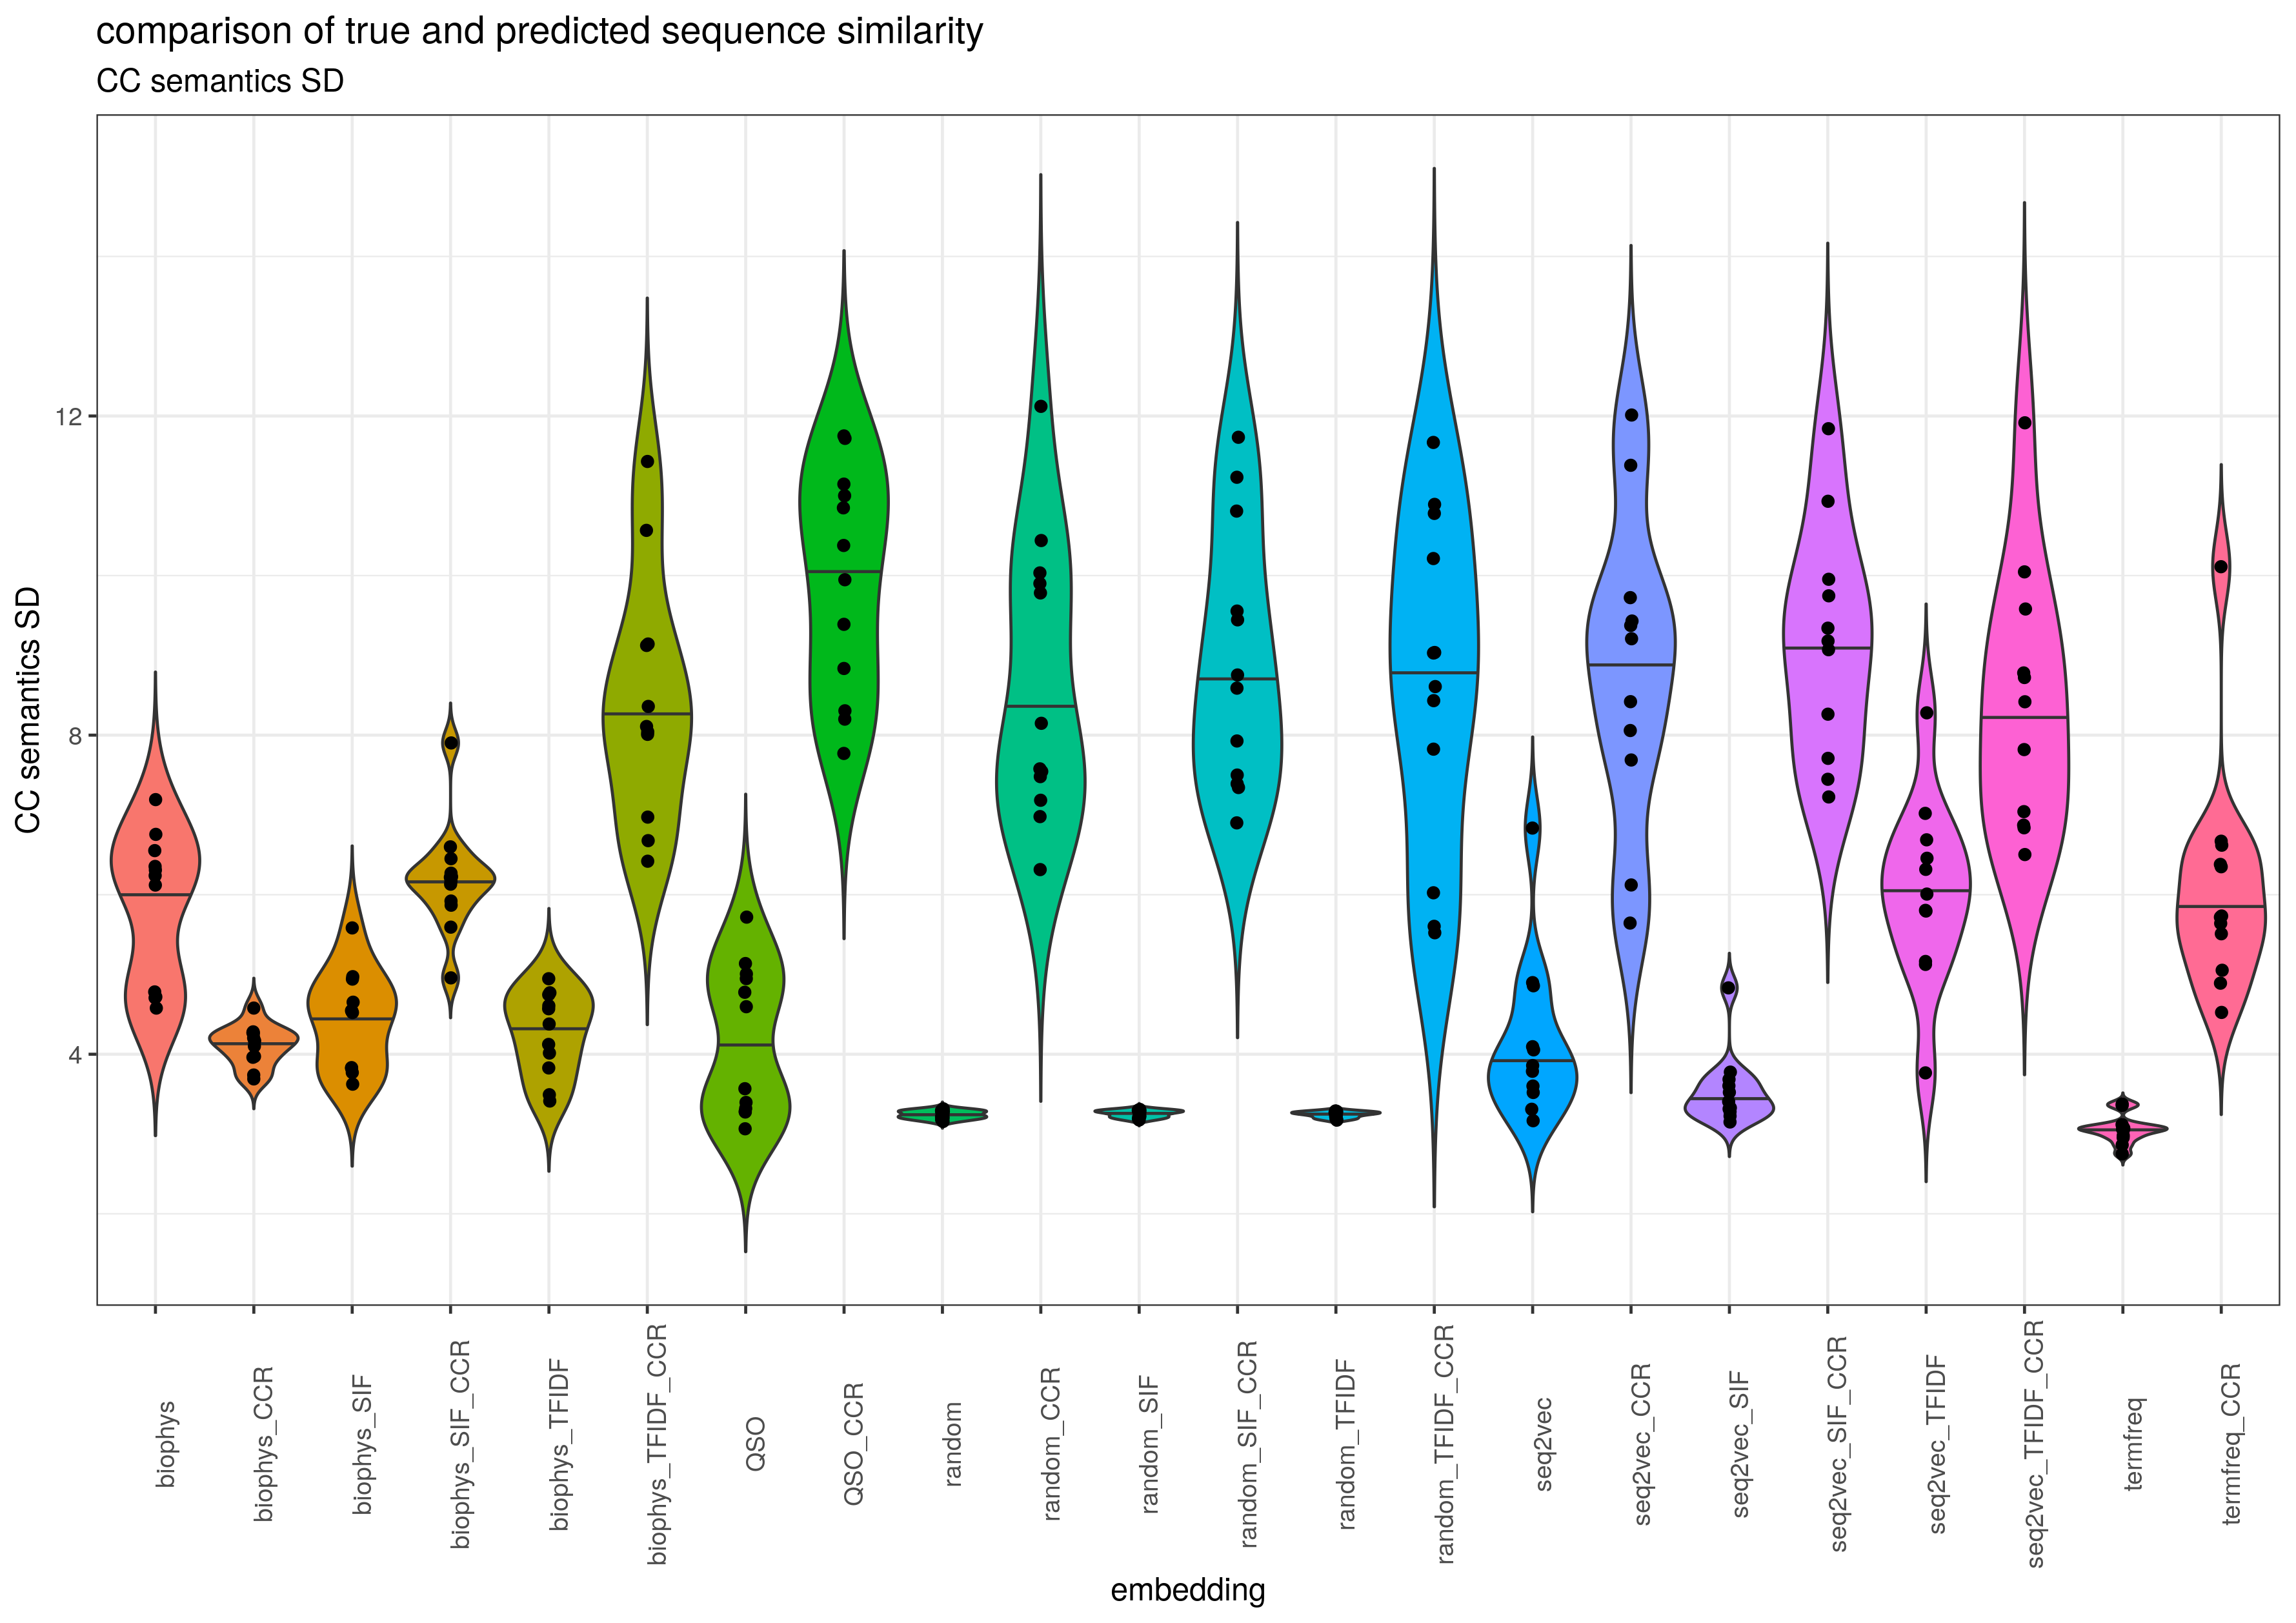 comparison of true and predicted sequence similarity
CC semantics SD
CC semantics SD
12
8
4
biophys
biophys_CCR
biophys_SIF
biophys_SIF_CCR
biophys_TFIDF
biophys_TFIDF_CCR
QSO
QSO_CCR
random
random_CCR
random_SIF
random_SIF_CCR
random_TFIDF
random_TFIDF_CCR
seq2vec
seq2vec_CCR
seq2vec_SIF
seq2vec_SIF_CCR
seq2vec_TFIDF
seq2vec_TFIDF_CCR
termfreq
termfreq_CCR
embedding